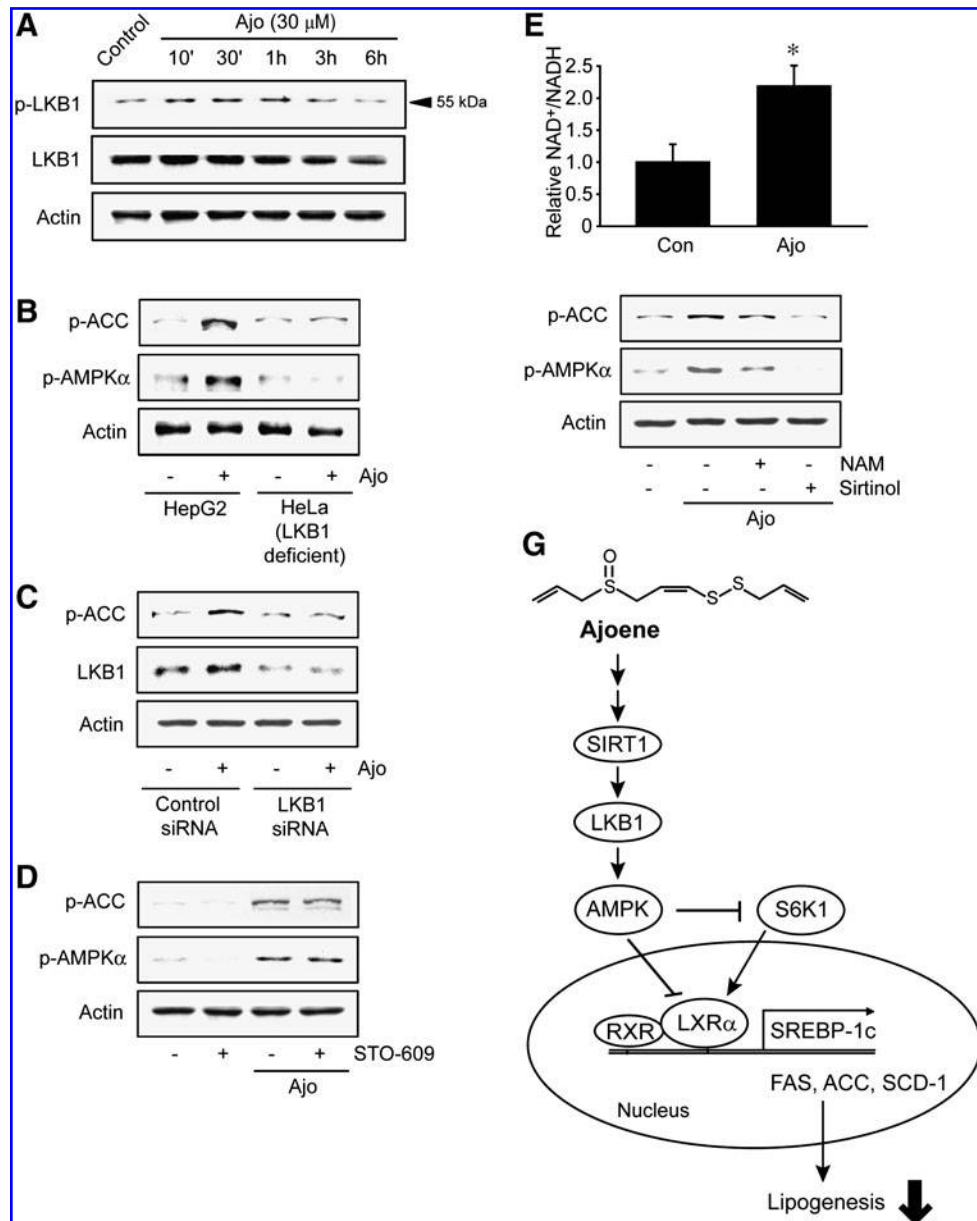 A
Ajo (30 μM)
Control 10' 30' 1h 3h 6h
p-LKB1
55 kDa
LKB1
Actin
B
p-ACC
p-AMPKα
Actin
- + - + Ajo
HepG2 HeLa
(LKB1
deficient)
C
p-ACC
LKB1
Actin
- + - + Ajo
Control LKB1
siRNA siRNA
D
p-ACC
p-AMPKα
Actin
- + - + STO-609
Ajo
E
Relative NAD⁺/NADH
2.5
2.0
1.5
1.0
0.5
0
*
Con Ajo
p-ACC
p-AMPKα
Actin
- - + - NAM
- - - + Sirtinol
Ajo
G
O
S
S
S
Ajoene
SIRT1
LKB1
AMPK S6K1
RXR LXRα SREBP-1c
FAS, ACC, SCD-1
Nucleus
Lipogenesis